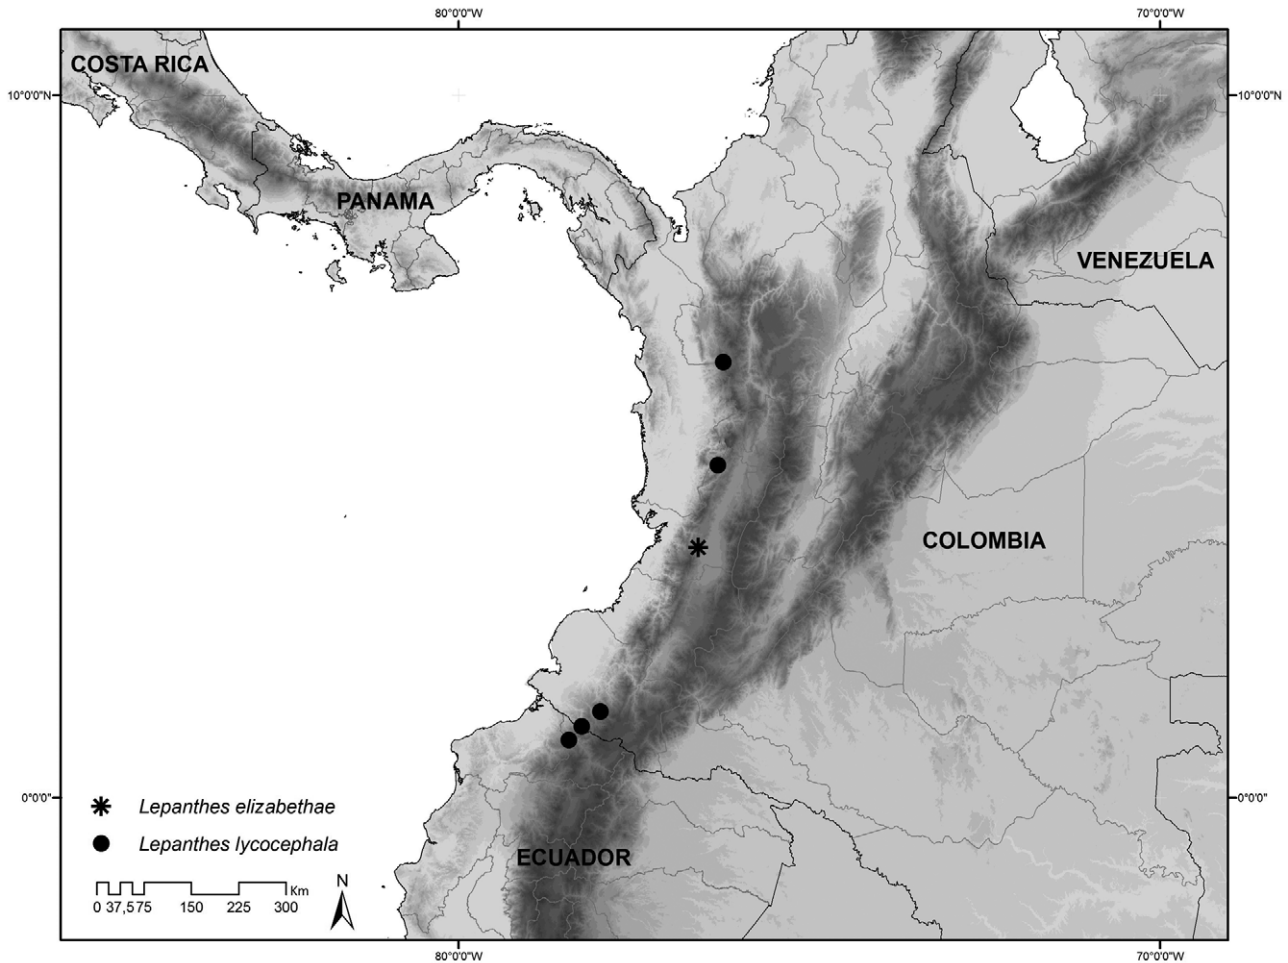 80°0'0"W
70°0'0"W
COSTA RICA
10°0'0"N
10°0'0"N
PANAMA
VENEZUELA
COLOMBIA
0°0'0"
0°0'0"
Lepanthes elizabethae
Lepanthes lycocephala
ECUADOR
Km
N
0 37,575 150 225 300
80°0'0"W
70°0'0"W